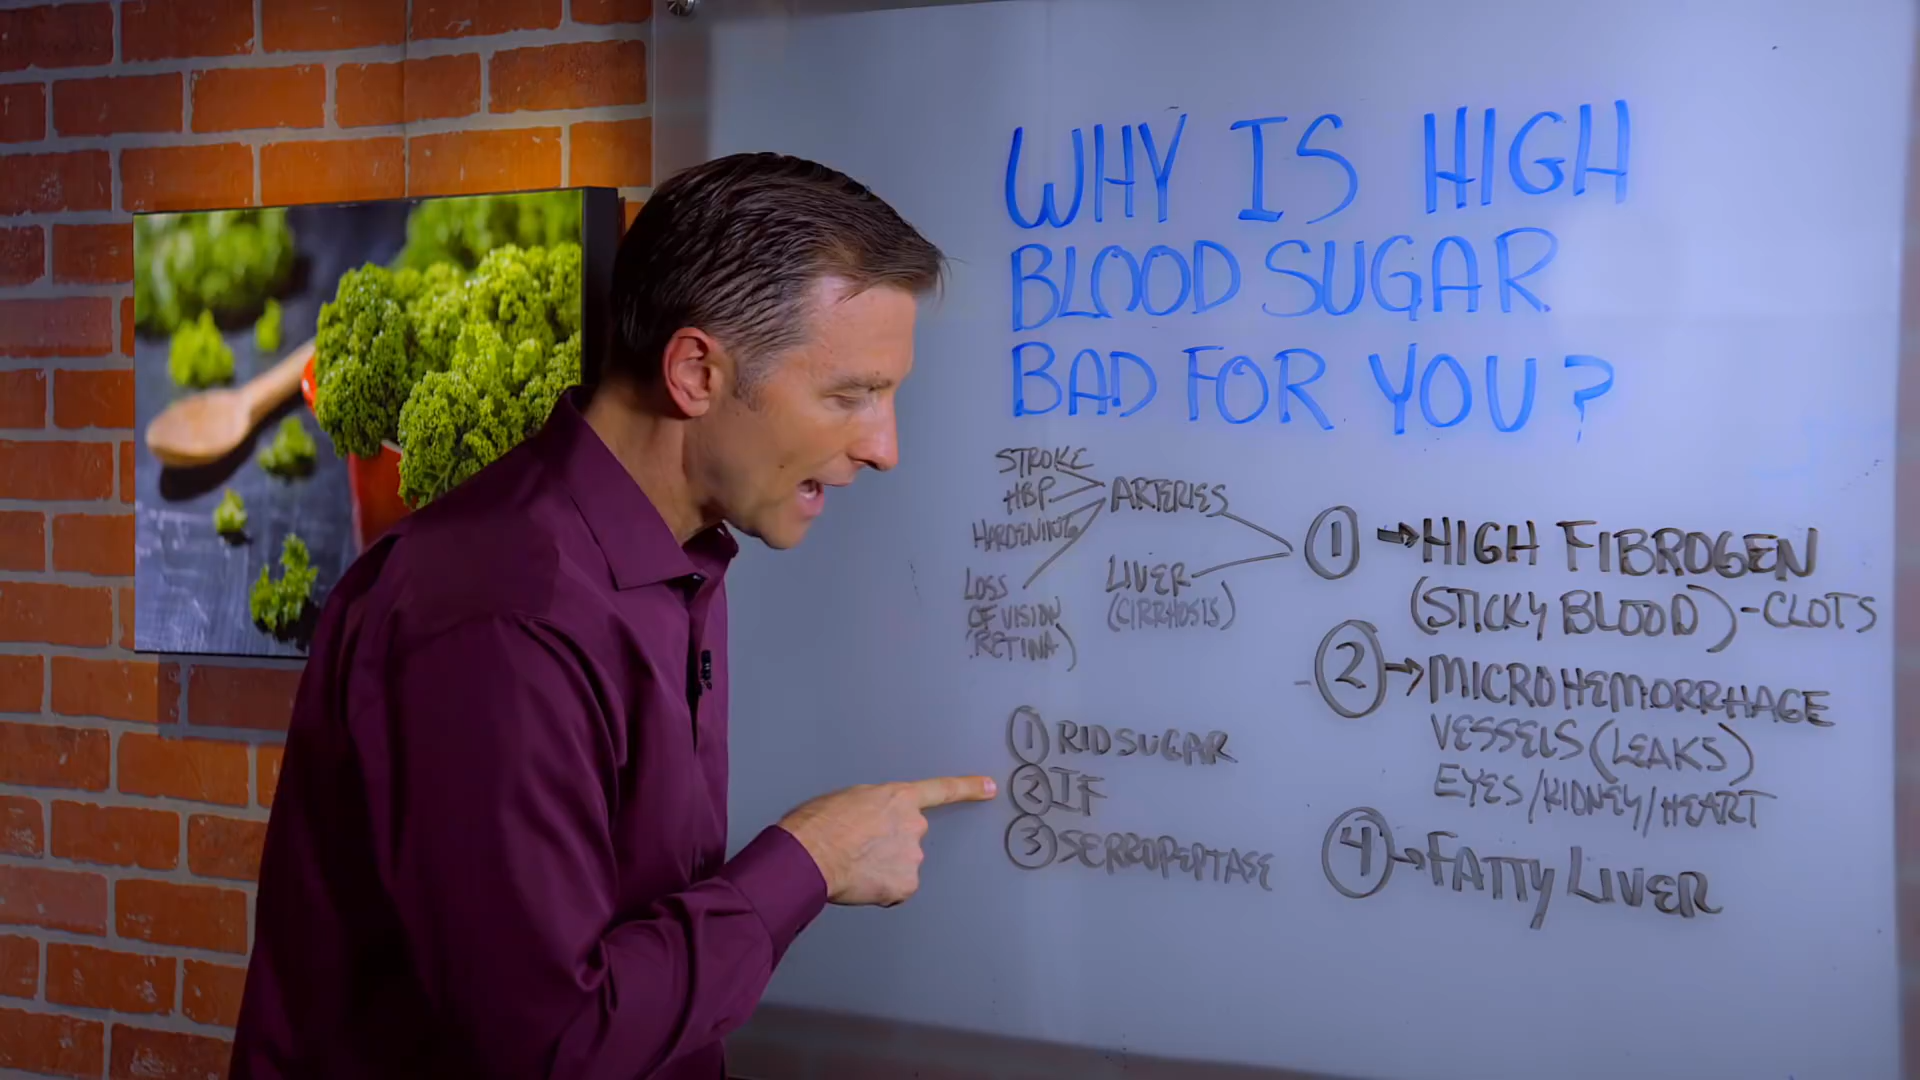 WHY IS HIGH
BLOOD SUGAR
BAD FOR YOU?
STROKE
HBP
HARDENING
LOSS
OF VISION
(RETINA)
ARTERIES
LIVER
(CIRRHOSIS)
1 → HIGH FIBROGEN
(STICKY BLOOD) - CLOTS
2 → MICROHEMORRHAGE
VESSELS (LEAKS)
EYES/KIDNEY/HEART
4 → FATTY LIVER
1 RID SUGAR
2 IF
3 SERROPEPTASE